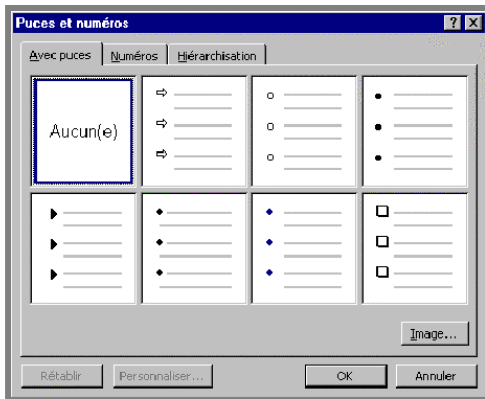 Puces et numéros
Avec puces Numéros Hiérarchisation
Aucun(e)
Image...
Rétablir Personnaliser... OK Annuler